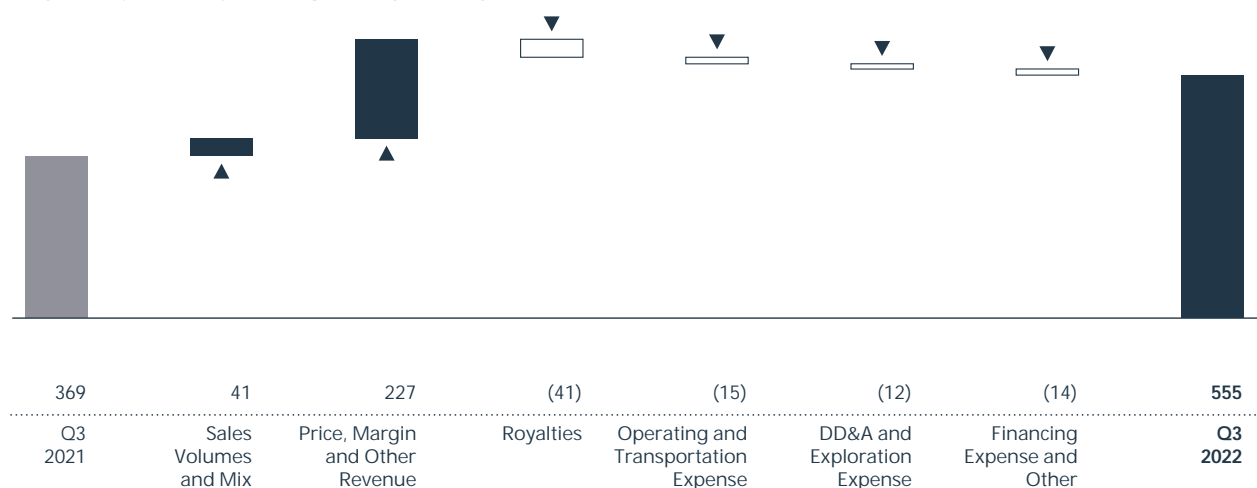 369 41 227 (41) (15) (12) (14) 555
Q3 Sales Price, Margin Royalties Operating and DD&A and Financing Q3
2021 Volumes and Other Transportation Exploration Expense and 2022
and Mix Revenue Expense Expense Other